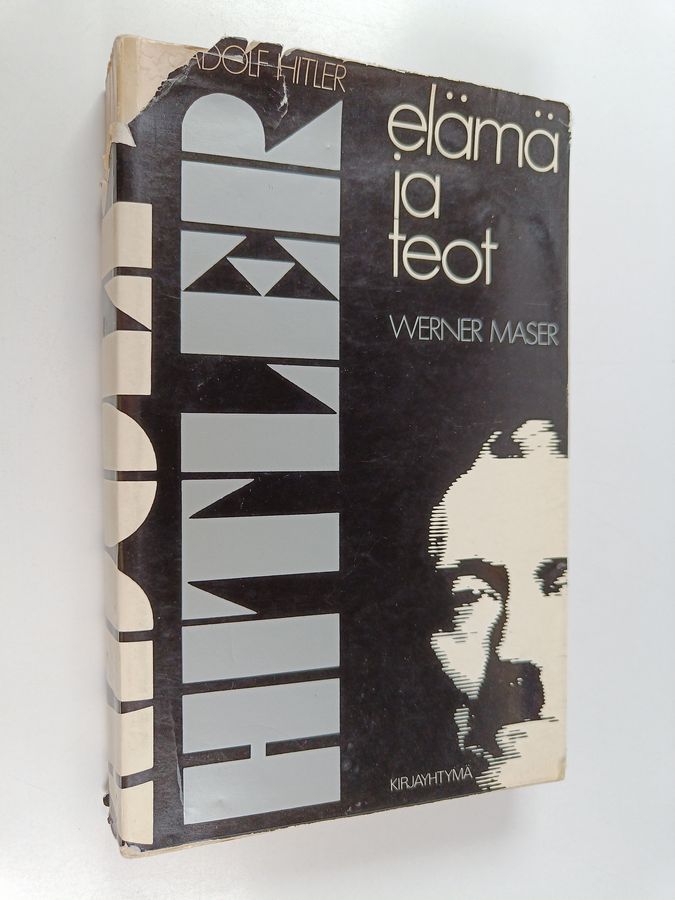 ADOLF HITLER
HITLER
elämä
ja
teot
WERNER MASER
KIRJAYHTYMÄ